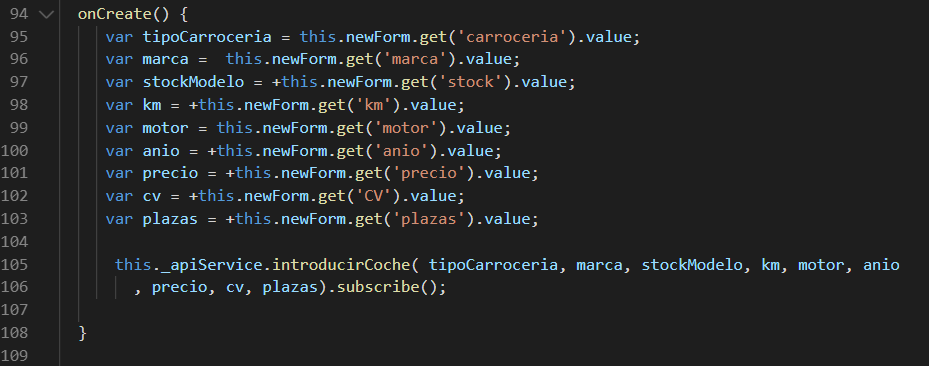 94 onCreate() {
95 var tipoCarroceria = this.newForm.get('carroceria').value;
96 var marca =  this.newForm.get('marca').value;
97 var stockModelo = +this.newForm.get('stock').value;
98 var km = +this.newForm.get('km').value;
99 var motor = this.newForm.get('motor').value;
100 var anio = +this.newForm.get('anio').value;
101 var precio = +this.newForm.get('precio').value;
102 var cv = +this.newForm.get('CV').value;
103 var plazas = +this.newForm.get('plazas').value;
104
105 this._apiService.introducirCoche( tipoCarroceria, marca, stockModelo, km, motor, anio
106 , precio, cv, plazas).subscribe();
107
108 }
109